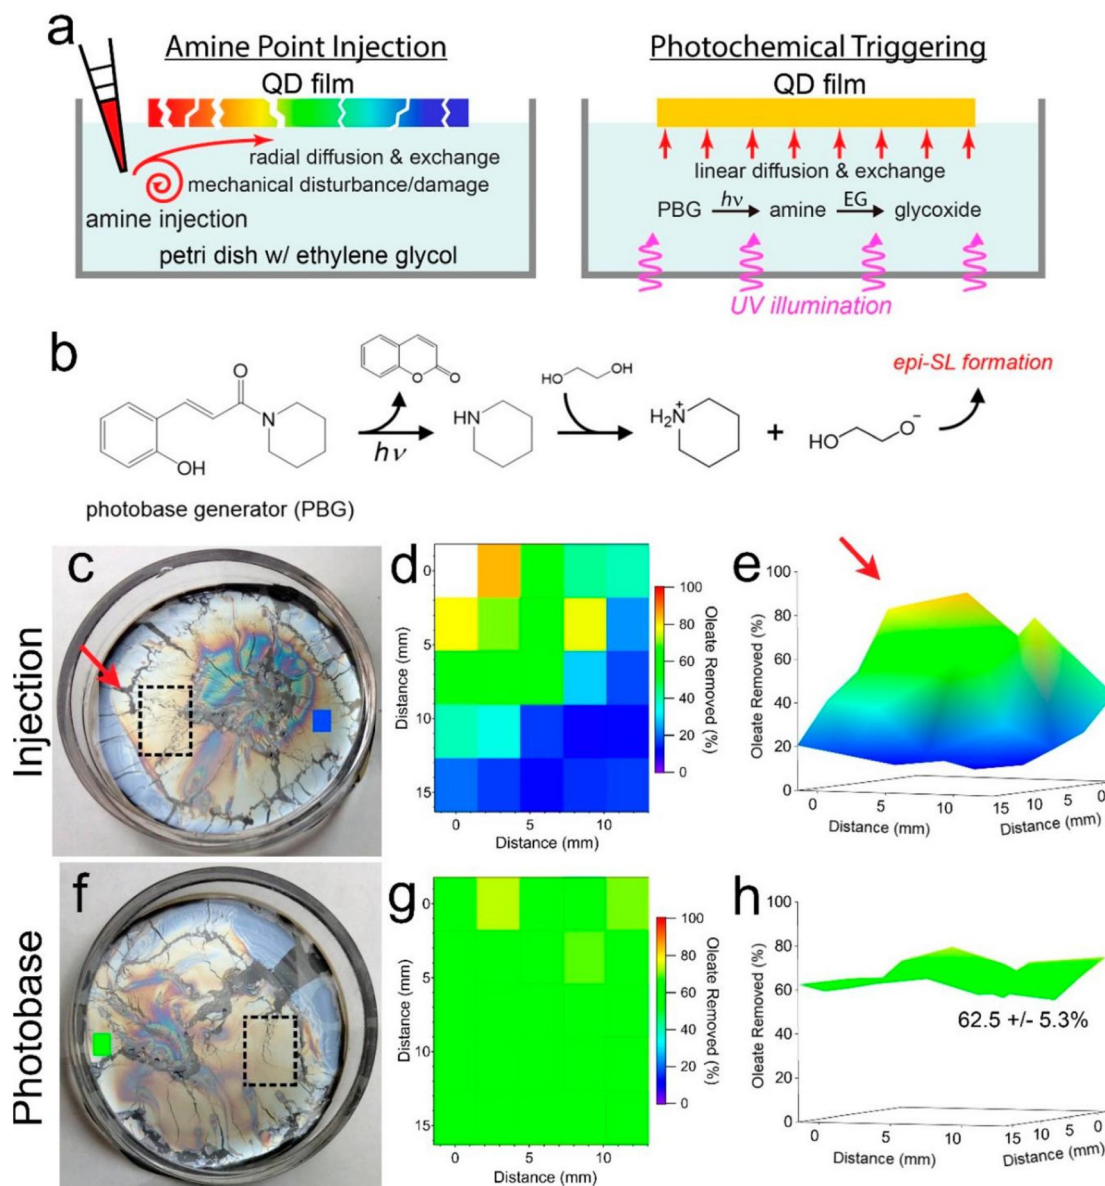 a
Amine Point Injection
QD film
radial diffusion & exchange
mechanical disturbance/damage
amine injection
petri dish w/ ethylene glycol
Photochemical Triggering
QD film
linear diffusion & exchange
PBG hν amine EG glycoxide
UV illumination
b
O
N
OH
photobase generator (PBG)
O O
hν
HN
HO OH
H2N+
+
HO O−
epi-SL formation
Injection
c
d
0
5
10
15
Distance (mm)
0 5 10
Distance (mm)
100
80
60
40
20
0
Oleate Removed (%)
e
100
80
60
40
20
0
Oleate Removed (%)
0 5 10 15 10 5 0
Distance (mm)
Distance (mm)
Photobase
f
g
0
5
10
15
Distance (mm)
0 5 10
Distance (mm)
100
80
60
40
20
0
Oleate Removed (%)
h
100
80
60
40
20
0
Oleate Removed (%)
62.5 +/- 5.3%
0 5 10 15 10 5 0
Distance (mm)
Distance (mm)